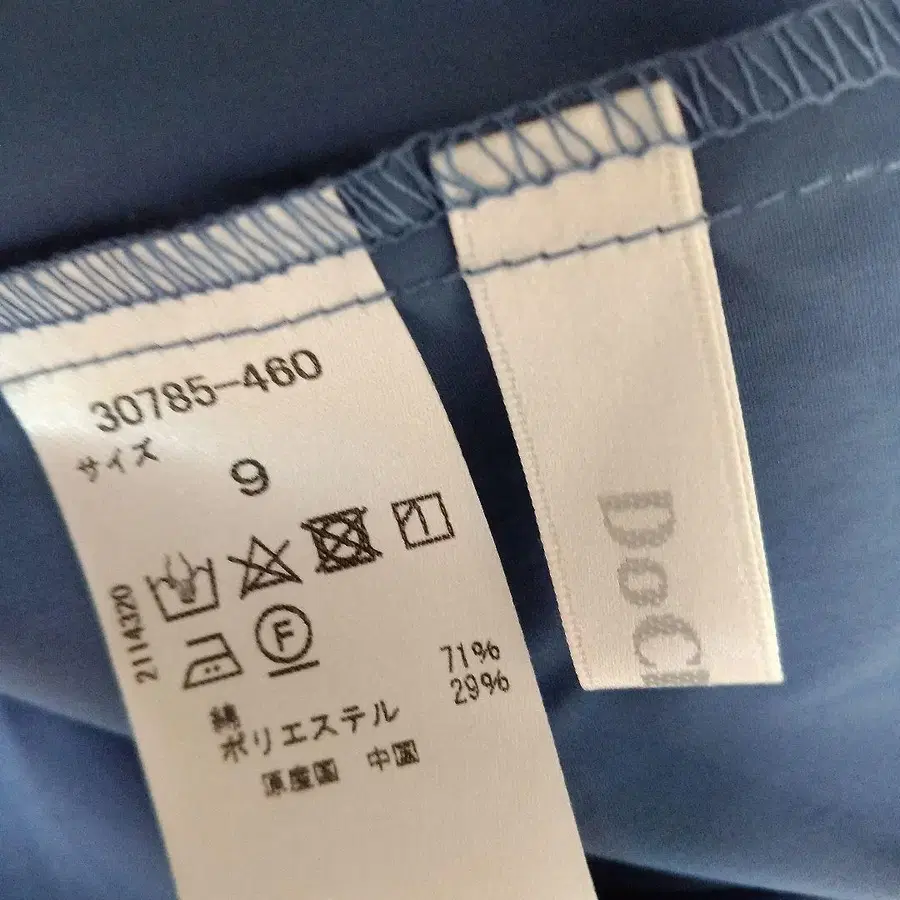 30785-460
サイズ
9
2114320
F
綿 71%
ポリエステル 29%
原産国 中国
DoC